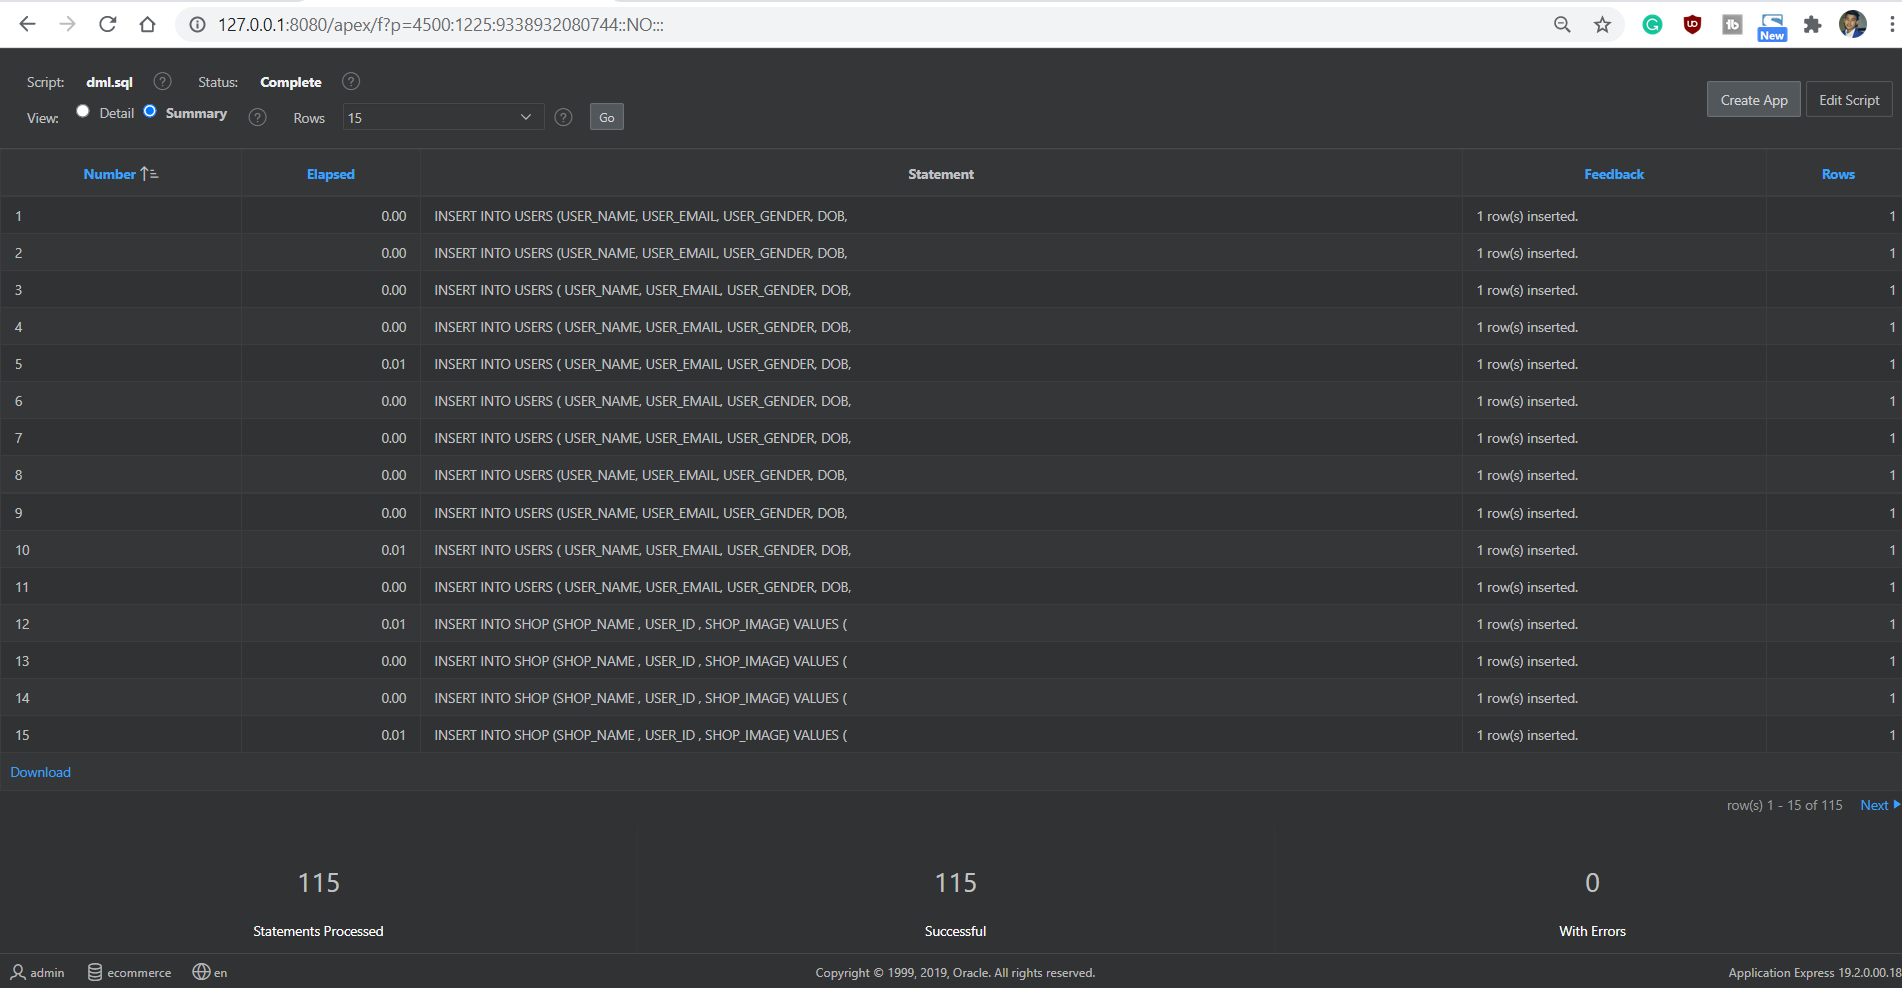 127.0.0.1:8080/apex/f?p=4500:1225:9338932080744::NO:::
New
Script: dml.sql ? Status: Complete ?
View: Detail Summary ? Rows 15 ? Go
Create App Edit Script
Number Elapsed Statement Feedback Rows
1 0.00 INSERT INTO USERS (USER_NAME, USER_EMAIL, USER_GENDER, DOB, 1 row(s) inserted. 1
2 0.00 INSERT INTO USERS (USER_NAME, USER_EMAIL, USER_GENDER, DOB, 1 row(s) inserted. 1
3 0.00 INSERT INTO USERS ( USER_NAME, USER_EMAIL, USER_GENDER, DOB, 1 row(s) inserted. 1
4 0.00 INSERT INTO USERS ( USER_NAME, USER_EMAIL, USER_GENDER, DOB, 1 row(s) inserted. 1
5 0.01 INSERT INTO USERS ( USER_NAME, USER_EMAIL, USER_GENDER, DOB, 1 row(s) inserted. 1
6 0.00 INSERT INTO USERS ( USER_NAME, USER_EMAIL, USER_GENDER, DOB, 1 row(s) inserted. 1
7 0.00 INSERT INTO USERS ( USER_NAME, USER_EMAIL, USER_GENDER, DOB, 1 row(s) inserted. 1
8 0.00 INSERT INTO USERS (USER_NAME, USER_EMAIL, USER_GENDER, DOB, 1 row(s) inserted. 1
9 0.00 INSERT INTO USERS (USER_NAME, USER_EMAIL, USER_GENDER, DOB, 1 row(s) inserted. 1
10 0.01 INSERT INTO USERS ( USER_NAME, USER_EMAIL, USER_GENDER, DOB, 1 row(s) inserted. 1
11 0.00 INSERT INTO USERS ( USER_NAME, USER_EMAIL, USER_GENDER, DOB, 1 row(s) inserted. 1
12 0.01 INSERT INTO SHOP (SHOP_NAME , USER_ID , SHOP_IMAGE) VALUES ( 1 row(s) inserted. 1
13 0.00 INSERT INTO SHOP (SHOP_NAME , USER_ID , SHOP_IMAGE) VALUES ( 1 row(s) inserted. 1
14 0.00 INSERT INTO SHOP (SHOP_NAME , USER_ID , SHOP_IMAGE) VALUES ( 1 row(s) inserted. 1
15 0.01 INSERT INTO SHOP (SHOP_NAME , USER_ID , SHOP_IMAGE) VALUES ( 1 row(s) inserted. 1
Download
row(s) 1 - 15 of 115 Next
115 115 0
Statements Processed Successful With Errors
admin ecommerce en Copyright © 1999, 2019, Oracle. All rights reserved. Application Express 19.2.0.00.18